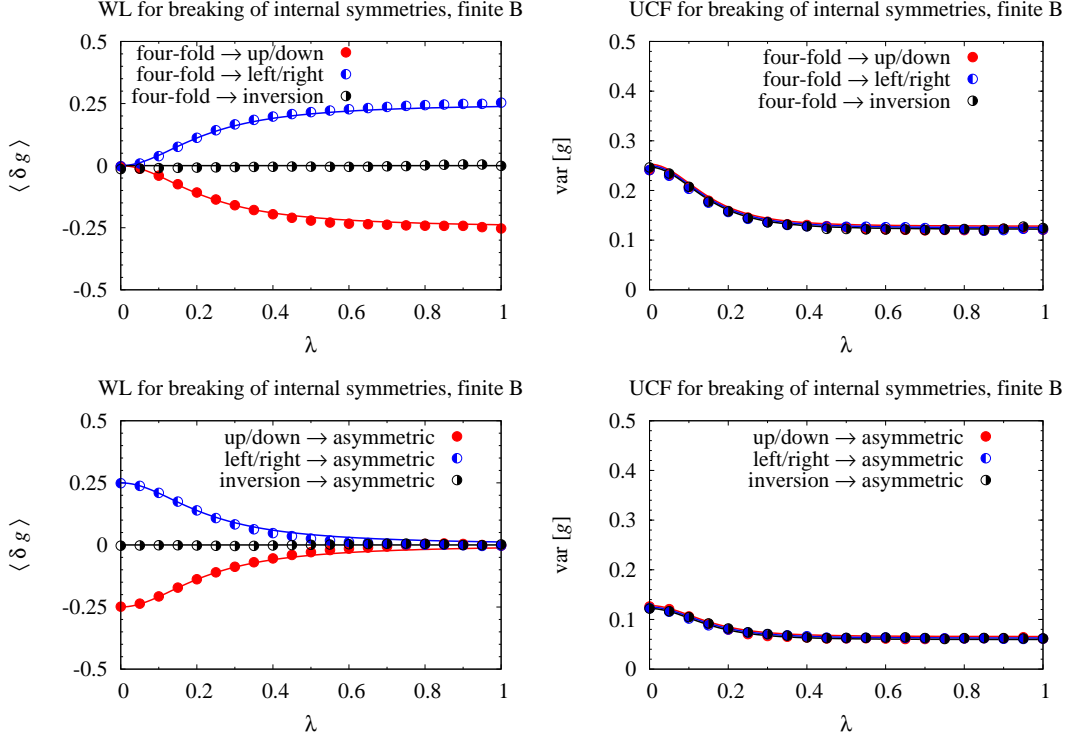 WL for breaking of internal symmetries, finite B
0.5
0.25
0
-0.25
-0.5
⟨ δ g ⟩
four-fold → up/down
four-fold → left/right
four-fold → inversion
0 0.2 0.4 0.6 0.8 1
λ
UCF for breaking of internal symmetries, finite B
0.5
0.4
0.3
0.2
0.1
0
var [g]
four-fold → up/down
four-fold → left/right
four-fold → inversion
0 0.2 0.4 0.6 0.8 1
λ
WL for breaking of internal symmetries, finite B
0.5
0.25
0
-0.25
-0.5
⟨ δ g ⟩
up/down → asymmetric
left/right → asymmetric
inversion → asymmetric
0 0.2 0.4 0.6 0.8 1
λ
UCF for breaking of internal symmetries, finite B
0.5
0.4
0.3
0.2
0.1
0
var [g]
up/down → asymmetric
left/right → asymmetric
inversion → asymmetric
0 0.2 0.4 0.6 0.8 1
λ